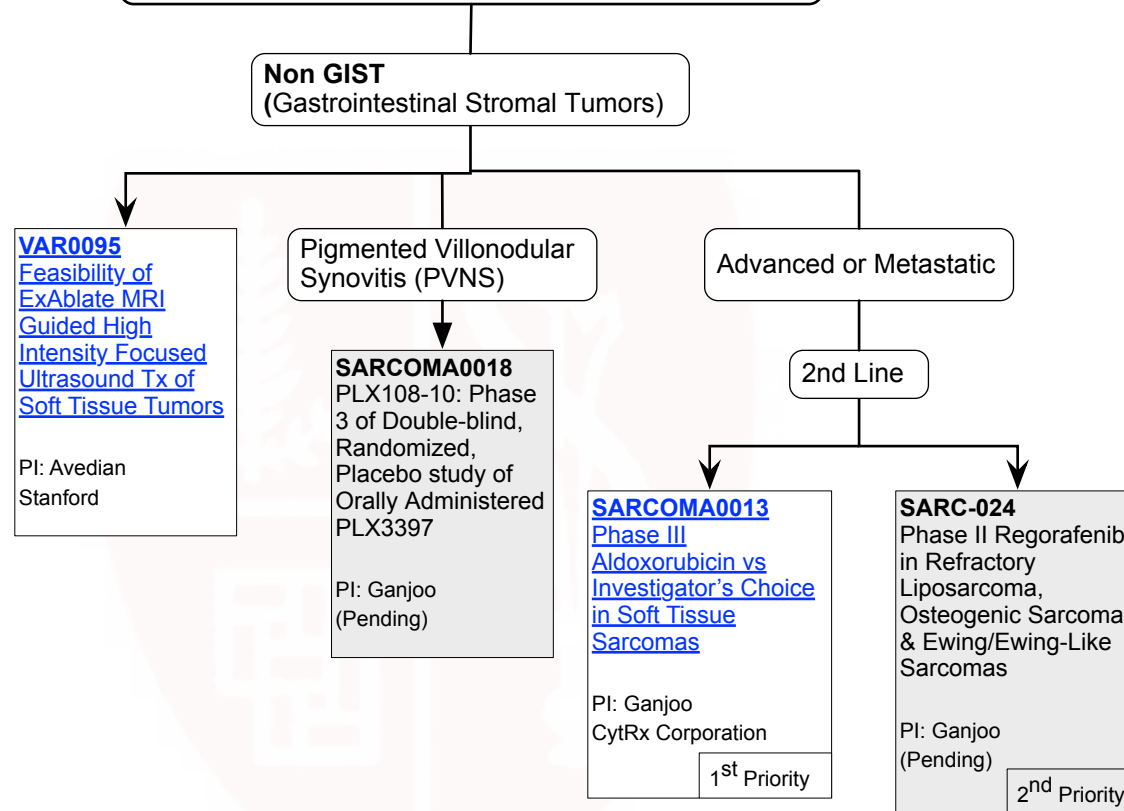 Non GIST
(Gastrointestinal Stromal Tumors)
VAR0095
Feasibility of
ExAblate MRI
Guided High
Intensity Focused
Ultrasound Tx of
Soft Tissue Tumors
PI: Avedian
Stanford
Pigmented Villonodular
Synovitis (PVNS)
SARCOMA0018
PLX108-10: Phase
3 of Double-blind,
Randomized,
Placebo study of
Orally Administered
PLX3397
PI: Ganjoo
(Pending)
Advanced or Metastatic
2nd Line
SARCOMA0013
Phase III
Aldoxorubicin vs
Investigator's Choice
in Soft Tissue
Sarcomas
PI: Ganjoo
CytRx Corporation
1st Priority
SARC-024
Phase II Regorafenib
in Refractory
Liposarcoma,
Osteogenic Sarcoma
& Ewing/Ewing-Like
Sarcomas
PI: Ganjoo
(Pending)
2nd Priority